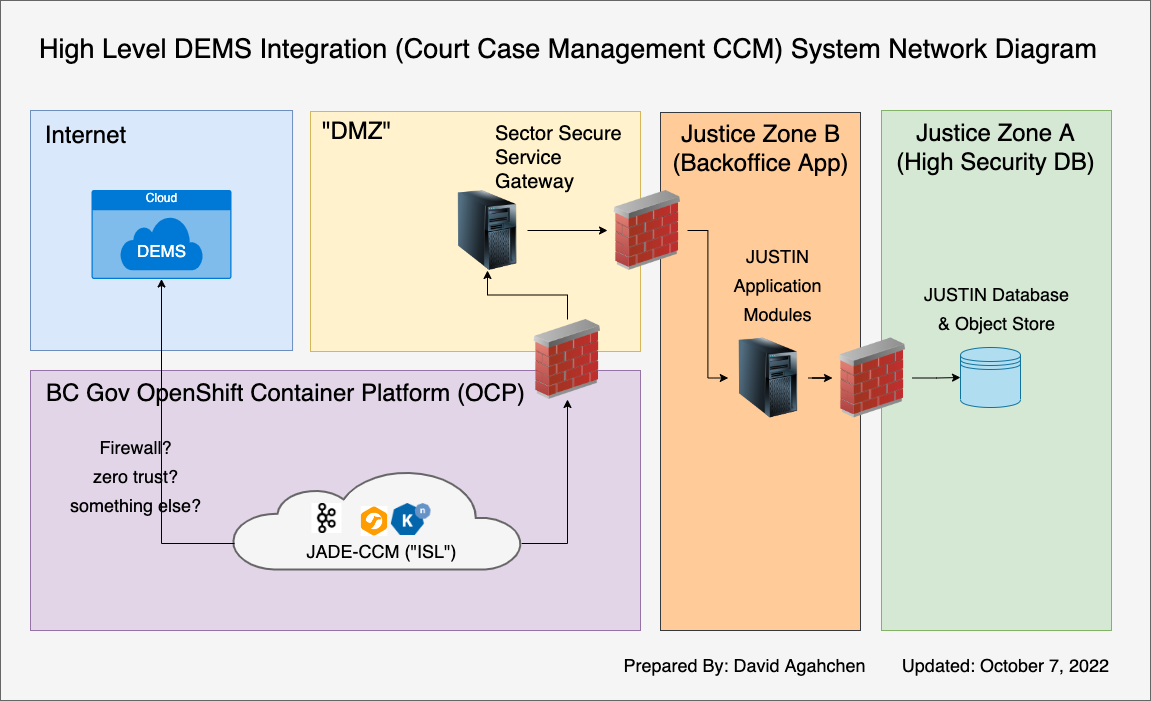 High Level DEMS Integration (Court Case Management CCM) System Network Diagram
Internet
Cloud
DEMS
"DMZ"
Sector Secure
Service
Gateway
Justice Zone B
(Backoffice App)
JUSTIN
Application
Modules
Justice Zone A
(High Security DB)
JUSTIN Database
& Object Store
BC Gov OpenShift Container Platform (OCP)
Firewall?
zero trust?
something else?
K
n
JADE-CCM ("ISL")
Prepared By: David Agahchen
Updated: October 7, 2022